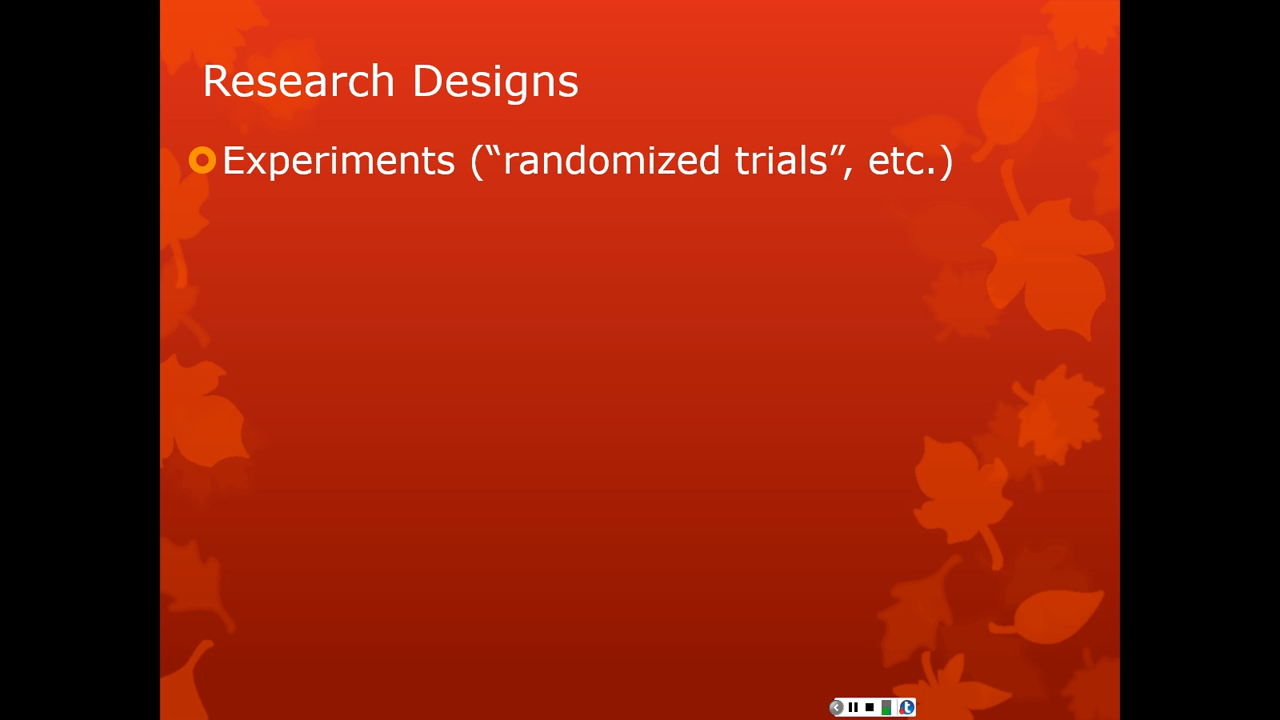 Research Designs
Experiments (“randomized trials”, etc.)